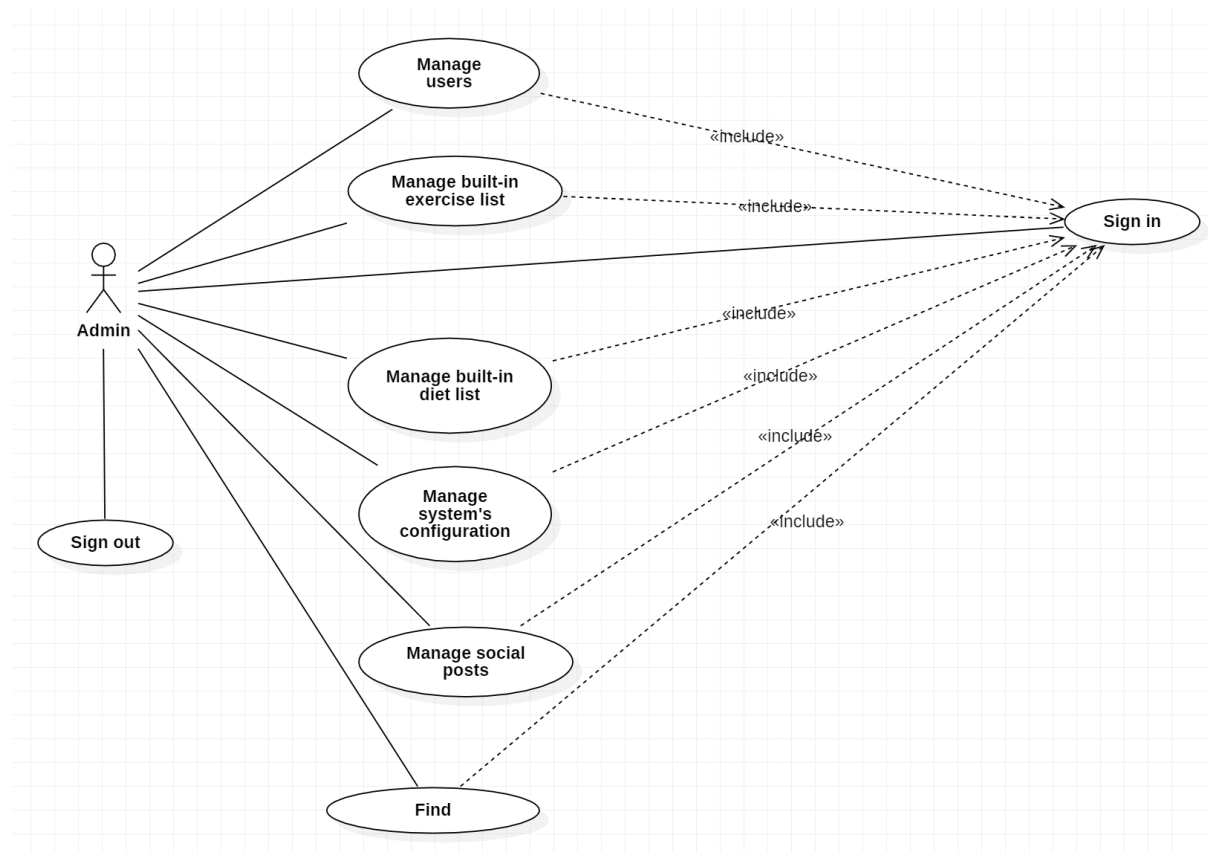 Manage
users
«include»
Manage built-in
exercise list
«include»
Sign in
Admin
«include»
Manage built-in
diet list
«include»
«include»
Manage
system's
configuration
«include»
Sign out
Manage social
posts
Find